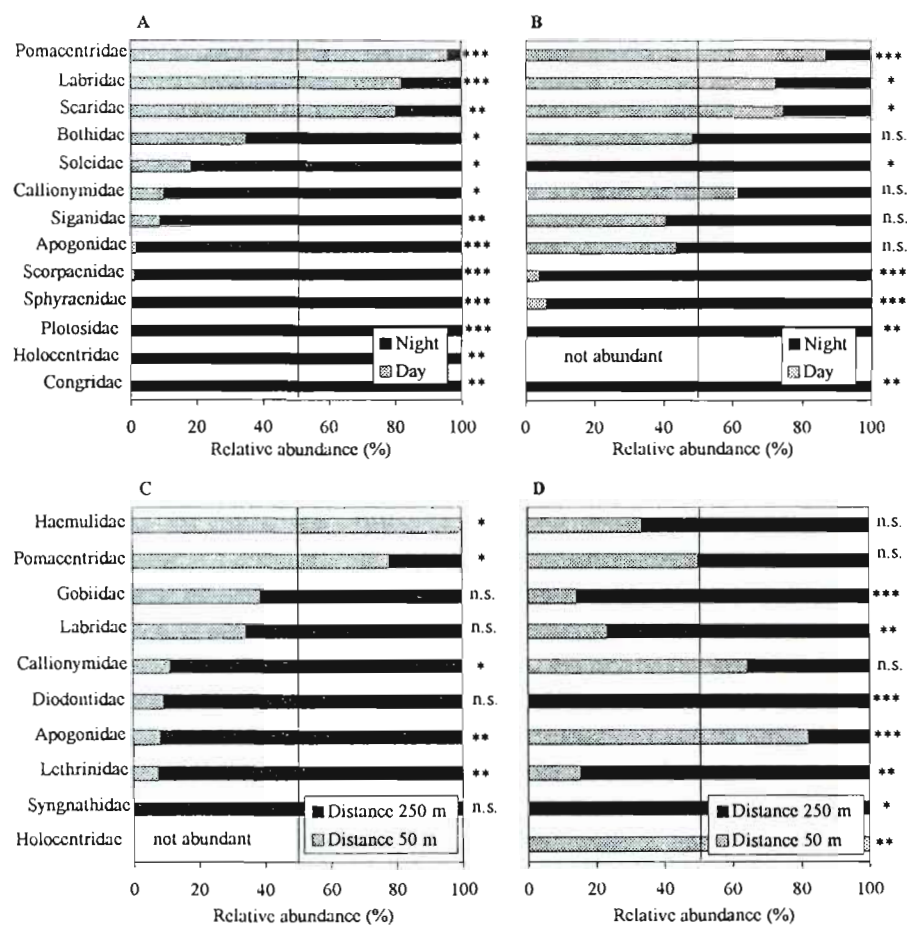 A
B
Pomacentridae *** ***
Labridae *** *
Scaridae ** *
Bothidae * n.s.
Soleidae * *
Callionymidae * n.s.
Siganidae ** n.s.
Apogonidae *** n.s.
Scorpaenidae *** ***
Sphyraenidae *** ***
Plotosidae *** **
Holocentridae ** not abundant
Congridae ** **
Night
Day
Night
Day
0 20 40 60 80 100
Relative abundance (%)
0 20 40 60 80 100
Relative abundance (%)
C
D
Haemulidae * n.s.
Pomacentridae * n.s.
Gobiidae n.s. ***
Labridae n.s. **
Callionymidae * n.s.
Diodontidae n.s. ***
Apogonidae ** ***
Lethrinidae ** **
Syngnathidae n.s. *
Holocentridae not abundant **
Distance 250 m
Distance 50 m
Distance 250 m
Distance 50 m
0 20 40 60 80 100
Relative abundance (%)
0 20 40 60 80 100
Relative abundance (%)